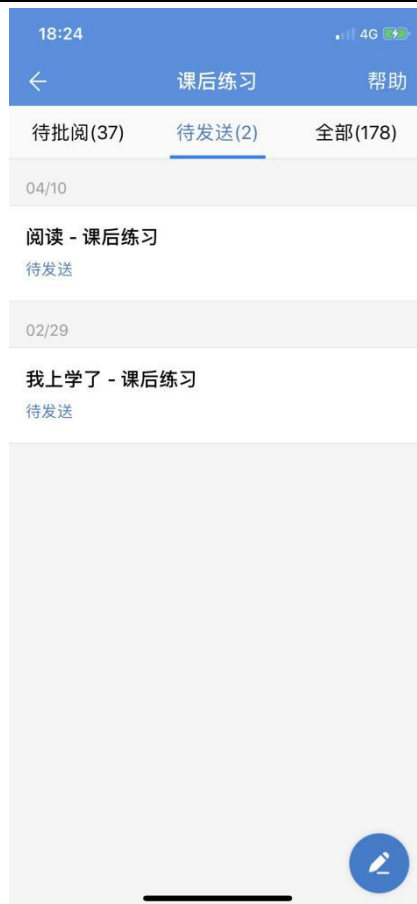 18:24 4G
课后练习 帮助
待批阅(37) 待发送(2) 全部(178)
04/10
阅读 - 课后练习
待发送
02/29
我上学了 - 课后练习
待发送